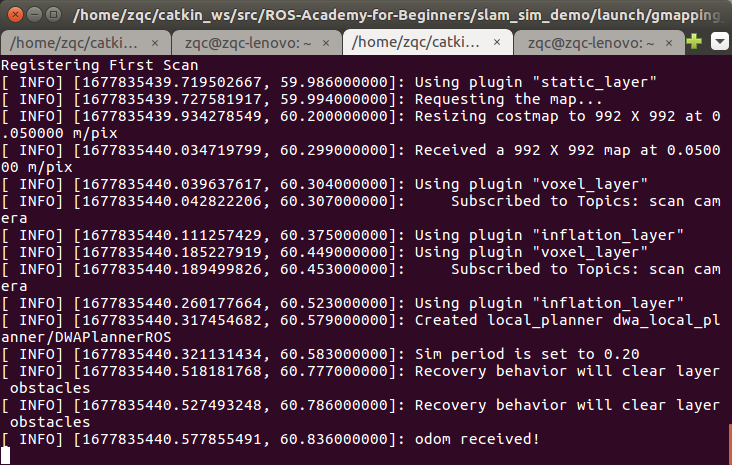 /home/zqc/catkin_ws/src/ROS-Academy-for-Beginners/slam_sim_demo/launch/gmapping_
/home/zqc/catki... × zqc@zqc-lenovo: ~ × /home/zqc/catki... × zqc@zqc-lenovo: ~ ×
Registering First Scan
[ INFO] [1677835439.719502667, 59.986000000]: Using plugin "static_layer"
[ INFO] [1677835439.727581917, 59.994000000]: Requesting the map...
[ INFO] [1677835439.934278549, 60.200000000]: Resizing costmap to 992 X 992 at 0
.050000 m/pix
[ INFO] [1677835440.034719799, 60.299000000]: Received a 992 X 992 map at 0.0500
00 m/pix
[ INFO] [1677835440.039637617, 60.304000000]: Using plugin "voxel_layer"
[ INFO] [1677835440.042822206, 60.307000000]:     Subscribed to Topics: scan cam
era
[ INFO] [1677835440.111257429, 60.375000000]: Using plugin "inflation_layer"
[ INFO] [1677835440.185227919, 60.449000000]: Using plugin "voxel_layer"
[ INFO] [1677835440.189499826, 60.453000000]:     Subscribed to Topics: scan cam
era
[ INFO] [1677835440.260177664, 60.523000000]: Using plugin "inflation_layer"
[ INFO] [1677835440.317454682, 60.579000000]: Created local_planner dwa_local_pl
anner/DWAPlannerROS
[ INFO] [1677835440.321131434, 60.583000000]: Sim period is set to 0.20
[ INFO] [1677835440.518181768, 60.777000000]: Recovery behavior will clear layer
 obstacles
[ INFO] [1677835440.527493248, 60.786000000]: Recovery behavior will clear layer
 obstacles
[ INFO] [1677835440.577855491, 60.836000000]: odom received!